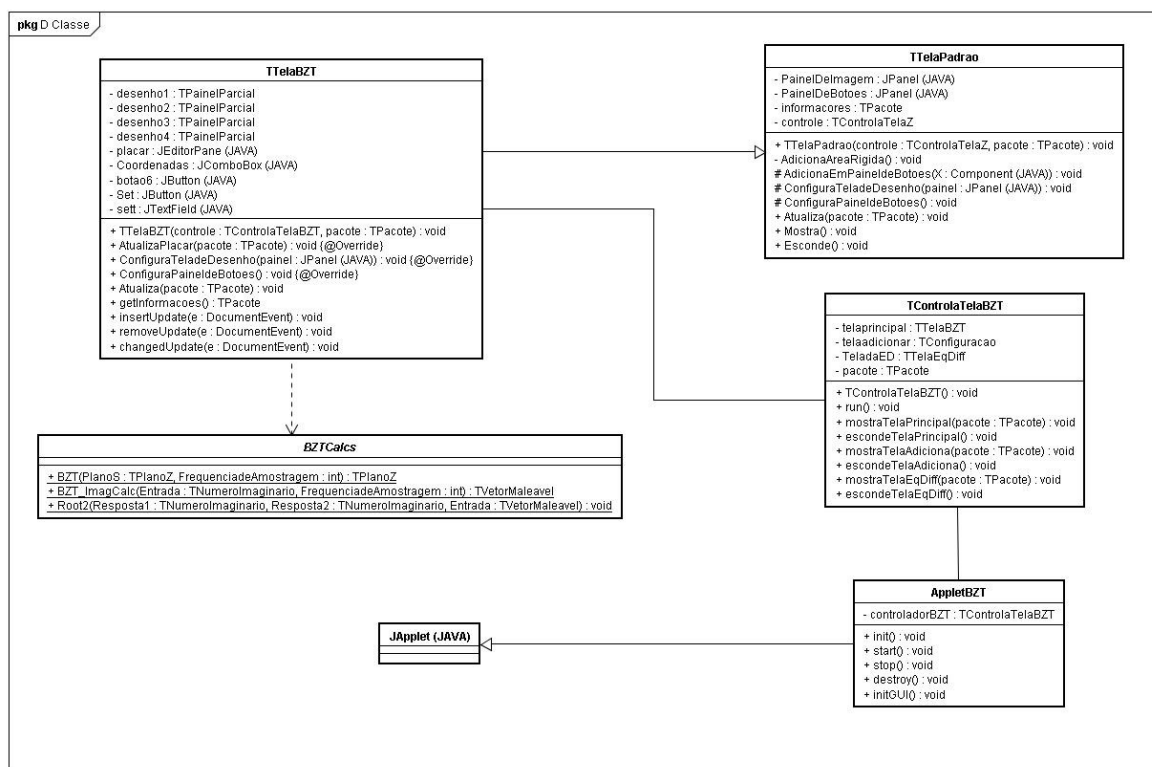 pkg D Classe
TTelaBZT
- desenho1 : TPainelParcial
- desenho2 : TPainelParcial
- desenho3 : TPainelParcial
- desenho4 : TPainelParcial
- placar : JEditorPane (JAVA)
- Coordenadas : JComboBox (JAVA)
- botao6 : JButton (JAVA)
- Set : JButton (JAVA)
- sett : JTextField (JAVA)
+ TTelaBZT(controle : TControlaTelaBZT, pacote : TPacote) : void
+ AtualizaPlacar(pacote : TPacote) : void {@Override}
+ ConfiguraTeladeDesenho(painel : JPanel (JAVA)) : void {@Override}
+ ConfiguraPaineldeBotoes() : void {@Override}
+ Atualiza(pacote : TPacote) : void
+ getInformacoes() : TPacote
+ insertUpdate(e : DocumentEvent) : void
+ removeUpdate(e : DocumentEvent) : void
+ changedUpdate(e : DocumentEvent) : void
TTelaPadrao
- PainelDeImagem : JPanel (JAVA)
- PainelDeBotoes : JPanel (JAVA)
- informacores : TPacote
- controle : TControlaTelaZ
+ TTelaPadrao(controle : TControlaTelaZ, pacote : TPacote) : void
- AdicionaAreaRigida() : void
# AdicionaEmPaineldeBotoes(X : Component (JAVA)) : void
# ConfiguraTeladeDesenho(painel : JPanel (JAVA)) : void
# ConfiguraPaineldeBotoes() : void
+ Atualiza(pacote : TPacote) : void
+ Mostra() : void
+ Esconde() : void
TControlaTelaBZT
- telaprincipal : TTelaBZT
- telaadicionar : TConfiguracao
- TeladaED : TTelaEqDiff
- pacote : TPacote
+ TControlaTelaBZT() : void
+ run() : void
+ mostraTelaPrincipal(pacote : TPacote) : void
+ escondeTelaPrincipal() : void
+ mostraTelaAdiciona(pacote : TPacote) : void
+ escondeTelaAdiciona() : void
+ mostraTelaEqDiff(pacote : TPacote) : void
+ escondeTelaEqDiff() : void
BZTCalcs
+ BZT(PlanoS : TPlanoZ, FrequenciadeAmostragem : int) : TPlanoZ
+ BZT_ImagCalc(Entrada : TNumeroImaginario, FrequenciadeAmostragem : int) : TVetorMaleavel
+ Root2(Resposta1 : TNumeroImaginario, Resposta2 : TNumeroImaginario, Entrada : TVetorMaleavel) : void
AppletBZT
- controladorBZT : TControlaTelaBZT
+ init() : void
+ start() : void
+ stop() : void
+ destroy() : void
+ initGUI() : void
JApplet (JAVA)